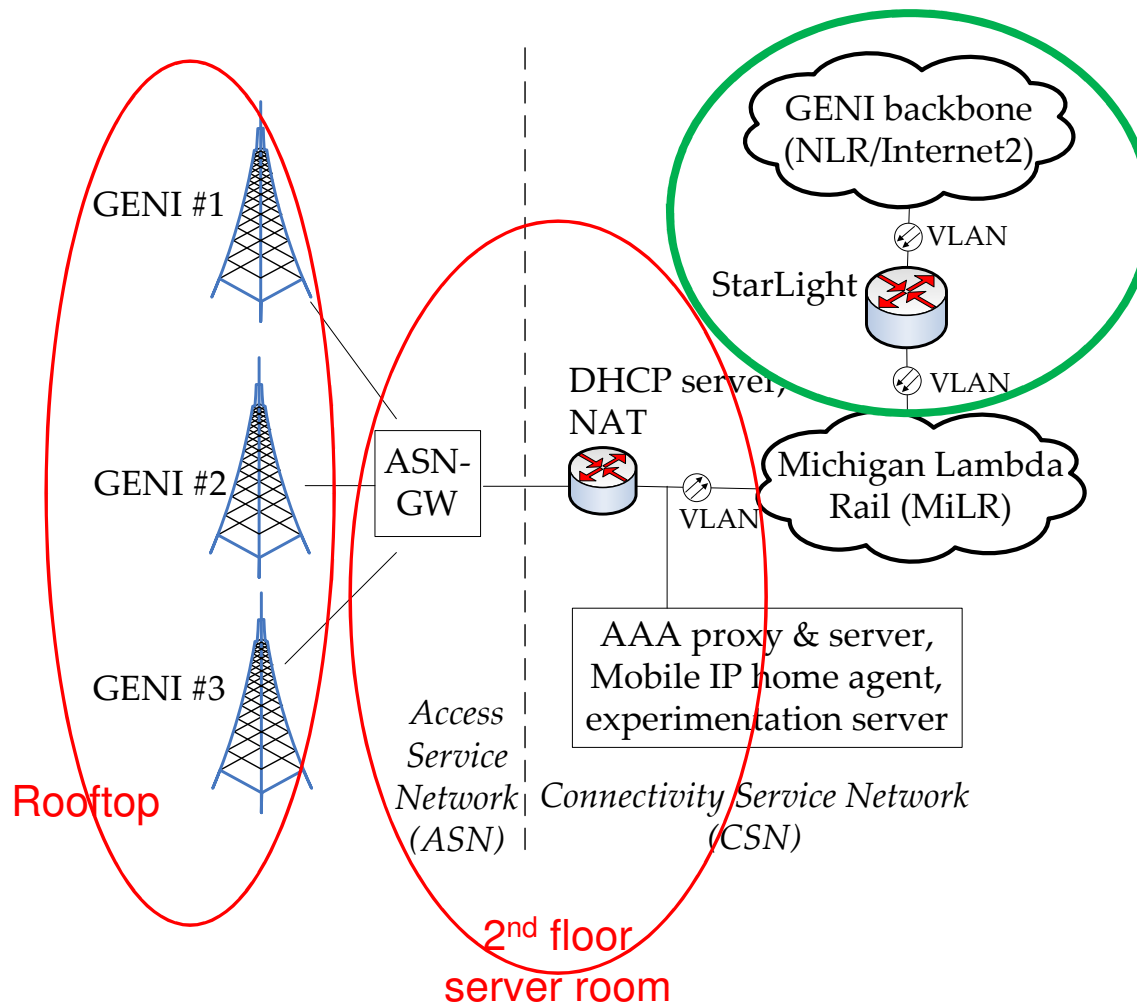 GENI backbone
(NLR/Internet2)
VLAN
StarLight
VLAN
GENI #1
DHCP server,
NAT
GENI #2
ASN-
GW
VLAN
Michigan Lambda
Rail (MiLR)
GENI #3
AAA proxy & server,
Mobile IP home agent,
experimentation server
Access
Service
Network
(ASN)
Connectivity Service Network
(CSN)
Rooftop
2nd floor
server room